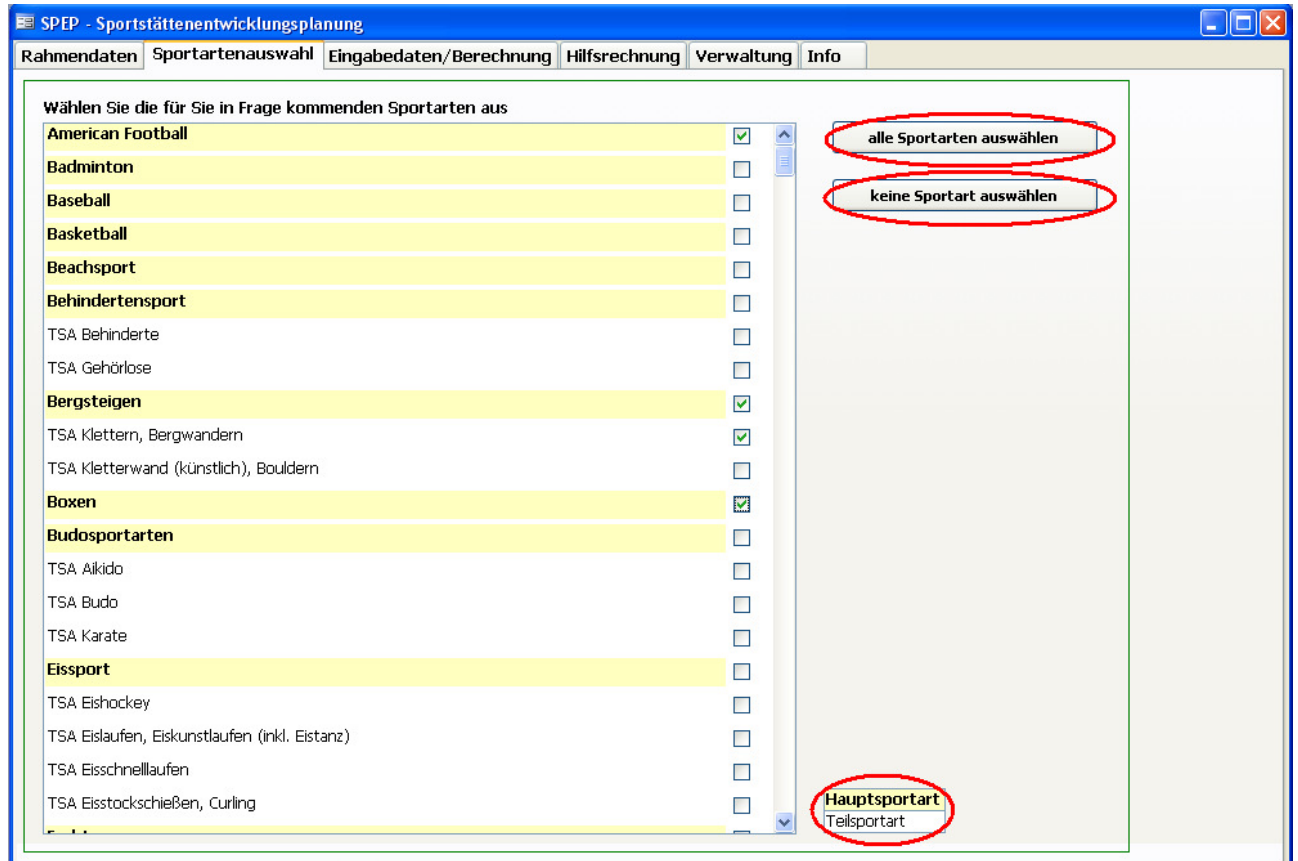 SPEP - Sportstättenentwicklungsplanung
Rahmendaten Sportartenauswahl Eingabedaten/Berechnung Hilfsrechnung Verwaltung Info
Wählen Sie die für Sie in Frage kommenden Sportarten aus
American Football
alle Sportarten auswählen
Badminton
keine Sportart auswählen
Baseball
Basketball
Beachsport
Behindertensport
TSA Behinderte
TSA Gehörlose
Bergsteigen
TSA Klettern, Bergwandern
TSA Kletterwand (künstlich), Bouldern
Boxen
Budosportarten
TSA Aikido
TSA Budo
TSA Karate
Eissport
TSA Eishockey
TSA Eislaufen, Eiskunstlaufen (inkl. Eistanz)
TSA Eisschnelllaufen
TSA Eisstockschießen, Curling
Hauptsportart
Teilsportart